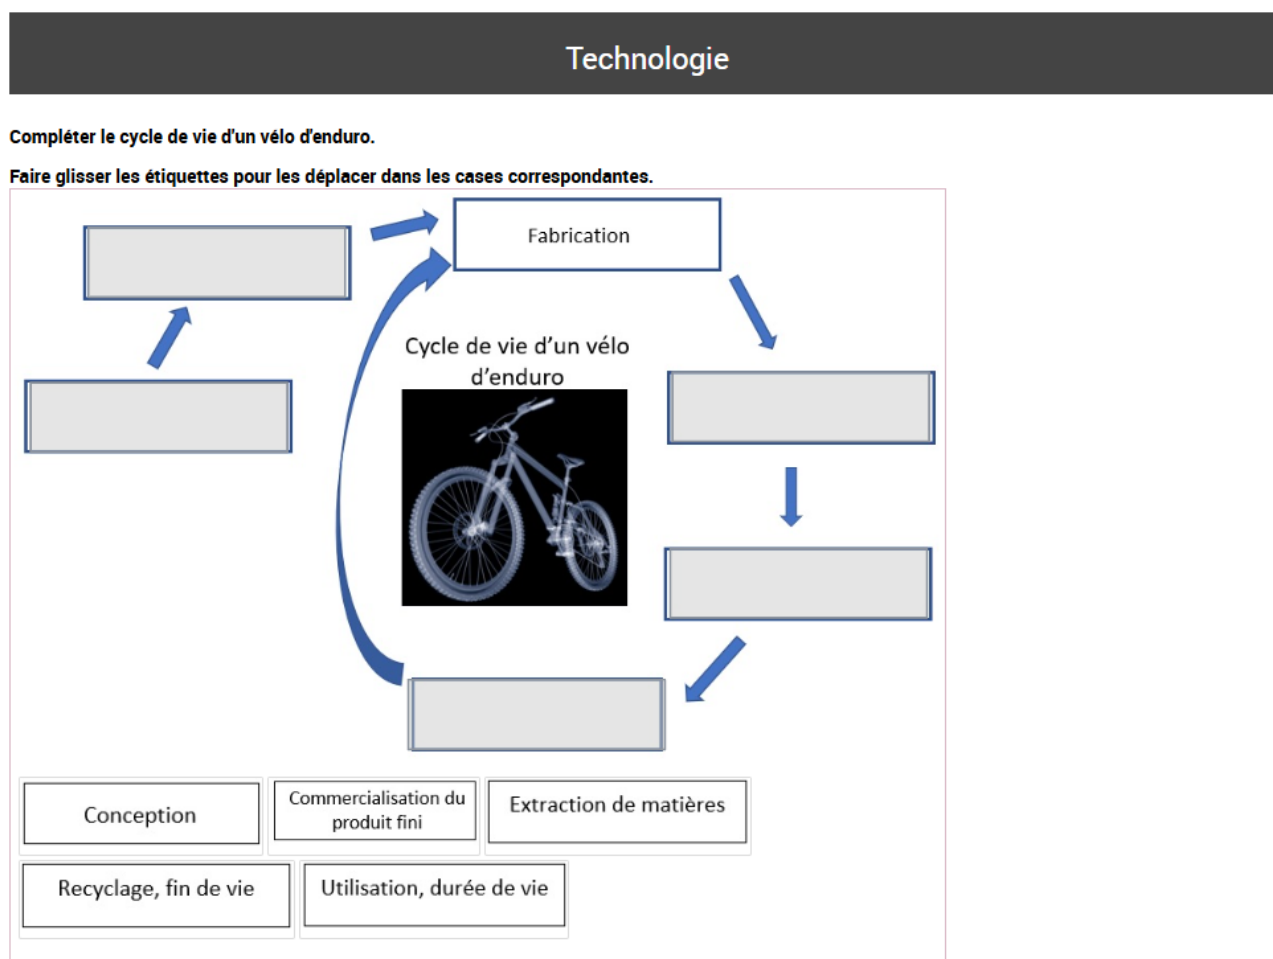 Technologie
Compléter le cycle de vie d'un vélo d'enduro.
Faire glisser les étiquettes pour les déplacer dans les cases correspondantes.
Fabrication
Cycle de vie d’un vélo
d’enduro
Conception
Commercialisation du
produit fini
Extraction de matières
Recyclage, fin de vie
Utilisation, durée de vie